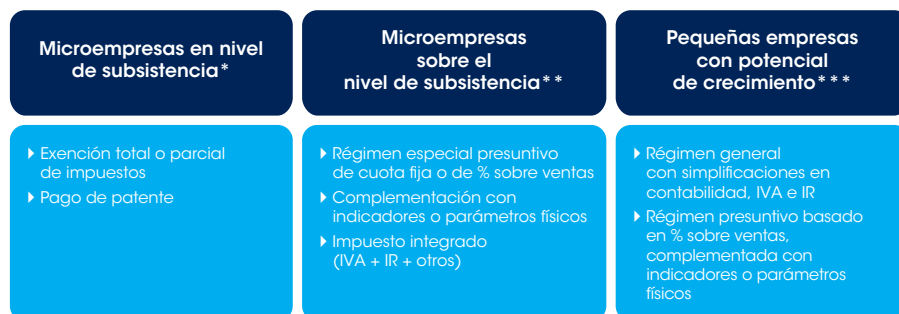 Microempresas en nivel
de subsistencia*
Microempresas
sobre el
nivel de subsistencia**
Pequeñas empresas
con potencial
de crecimiento***
Exención total o parcial
de impuestos
Pago de patente
Régimen especial presuntivo
de cuota fija o de % sobre ventas
Complementación con
indicadores o parámetros físicos
Impuesto integrado
(IVA + IR + otros)
Régimen general
con simplificaciones en
contabilidad, IVA e IR
Régimen presuntivo basado
en % sobre ventas,
complementada con
indicadores o parámetros
físicos